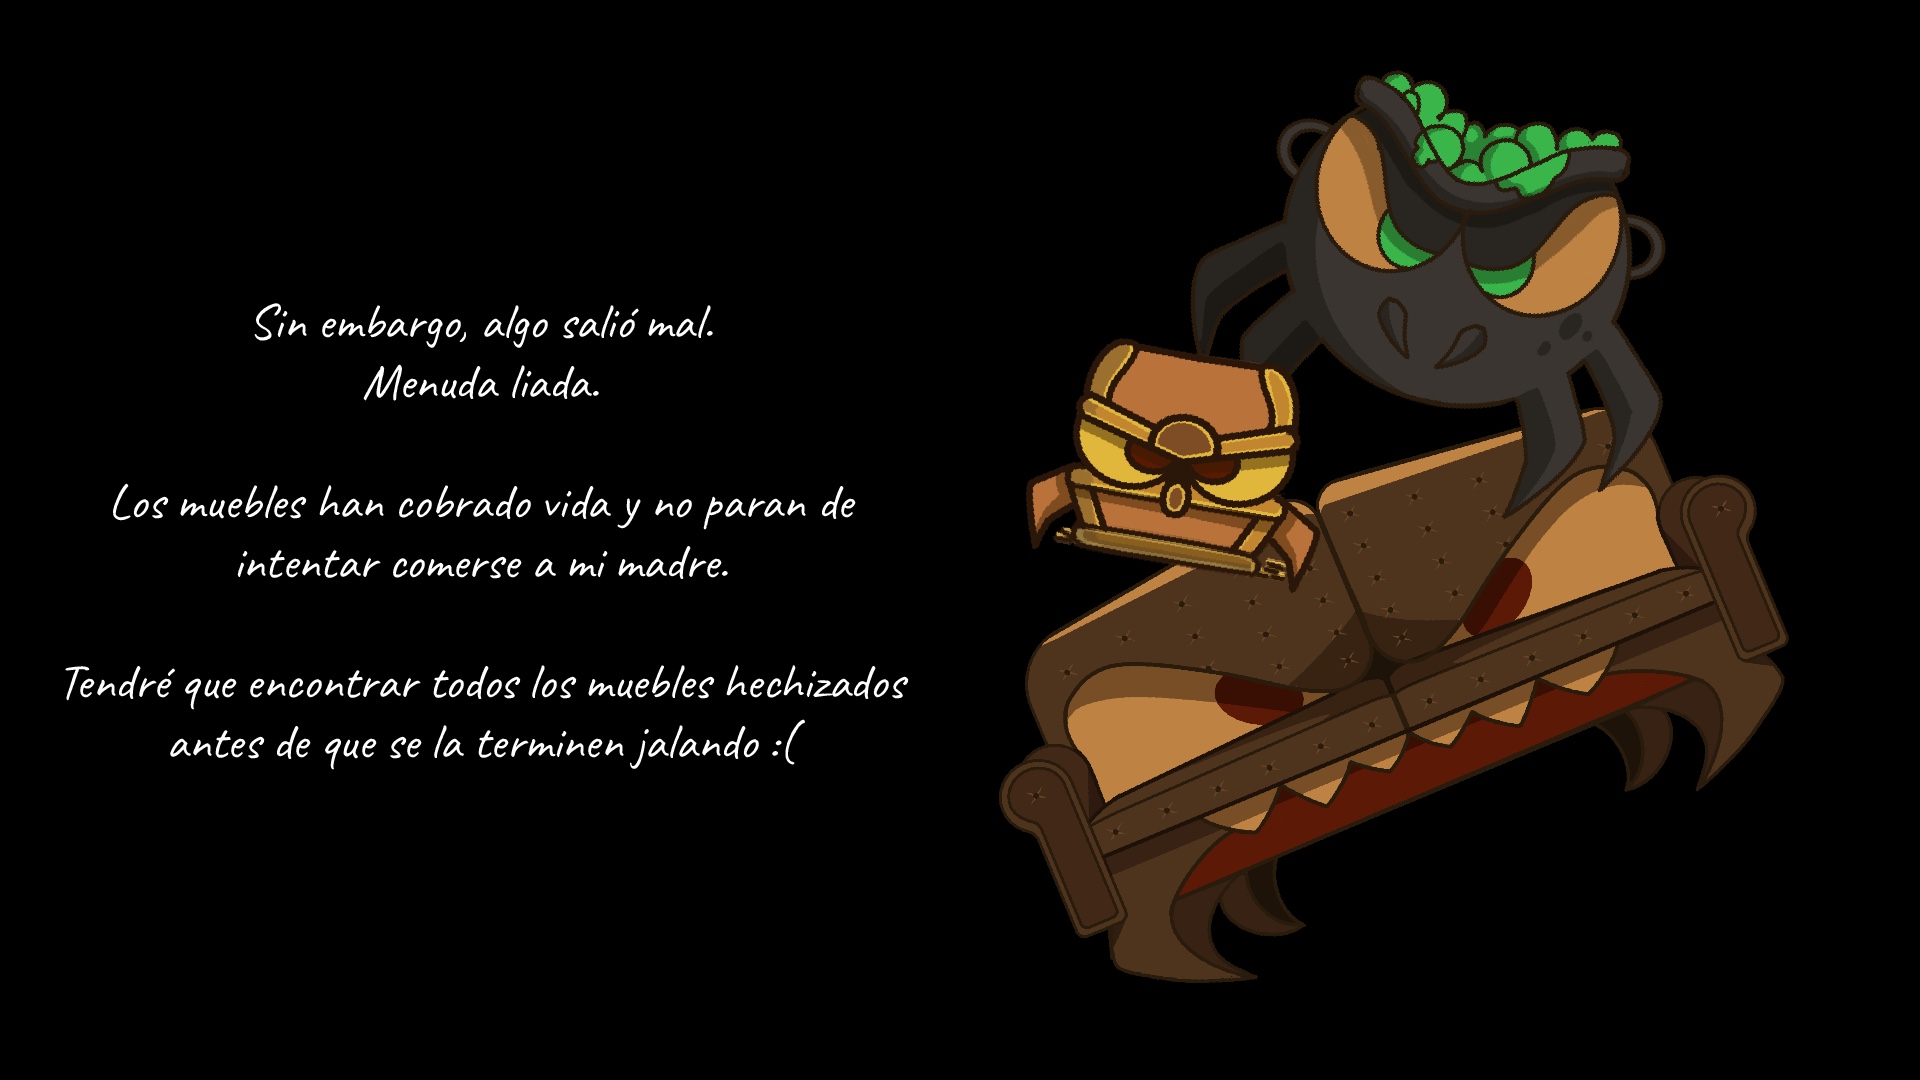 Sin embargo, algo salió mal.
Menuda liada.
Los muebles han cobrado vida y no paran de
intentar comerse a mi madre.
Tendré que encontrar todos los muebles hechizados
antes de que se la terminen jalando :(